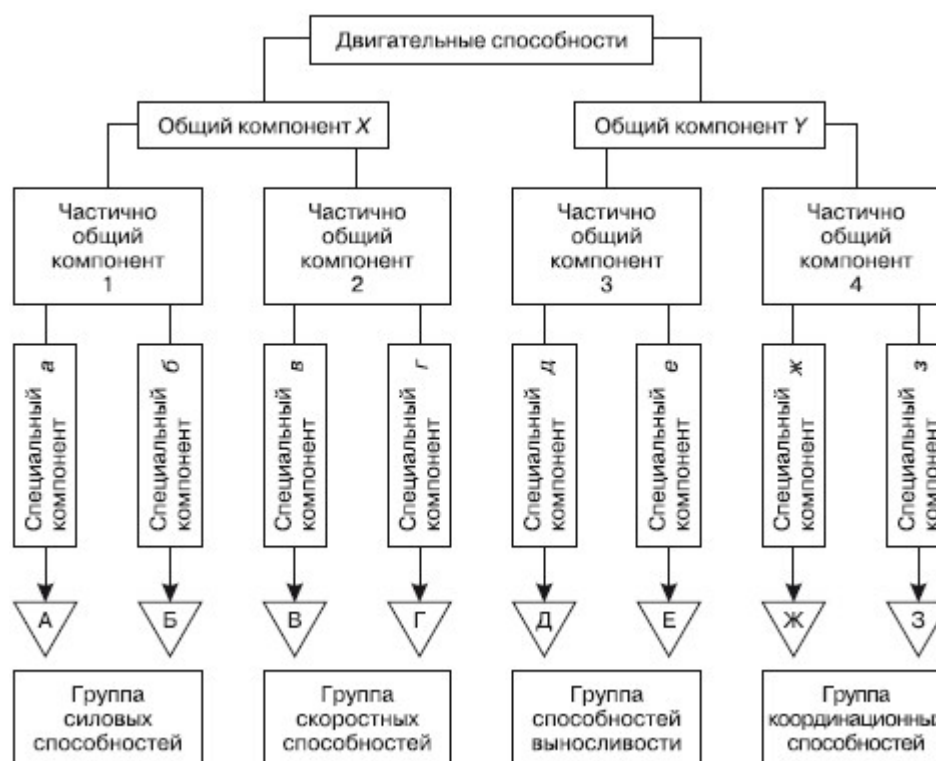 Двигательные способности
Общий компонент X
Общий компонент Y
Частично
общий
компонент
1
Частично
общий
компонент
2
Частично
общий
компонент
3
Частично
общий
компонент
4
Специальный а
компонент
Специальный б
компонент
Специальный в
компонент
Специальный г
компонент
Специальный д
компонент
Специальный е
компонент
Специальный ж
компонент
Специальный з
компонент
А
Б
В
Г
Д
Е
Ж
З
Группа
силовых
способностей
Группа
скоростных
способностей
Группа
способностей
выносливости
Группа
координационных
способностей